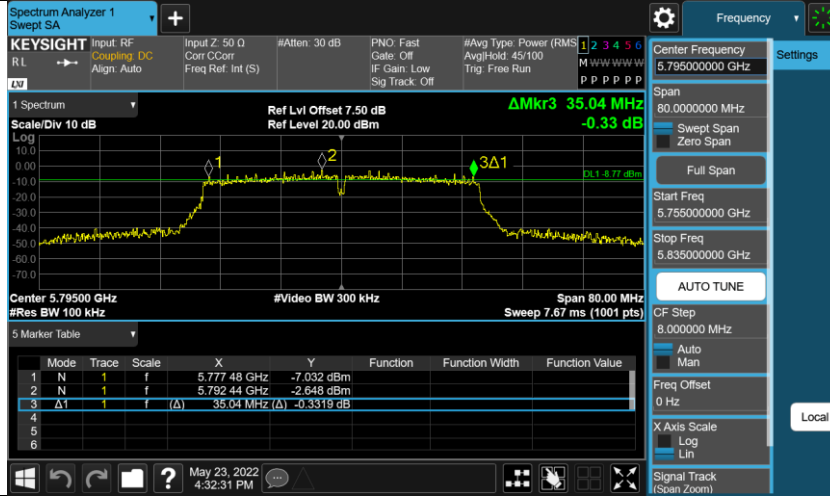 Spectrum Analyzer 1
Swept SA
+
Frequency
KEYSIGHT
RL
LXI
Input: RF
Coupling: DC
Align: Auto
Input Z: 50 Ω
Corr CCorr
Freq Ref: Int (S)
#Atten: 30 dB
PNO: Fast
Gate: Off
IF Gain: Low
Sig Track: Off
#Avg Type: Power (RMS
Avg|Hold: 45/100
Trig: Free Run
1 2 3 4 5 6
M W W W W W
P P P P P P
1 Spectrum
Scale/Div 10 dB
Ref Lvl Offset 7.50 dB
Ref Level 20.00 dBm
ΔMkr3 35.04 MHz
-0.33 dB
Log
10.0
0.00
-10.0
-20.0
-30.0
-40.0
-50.0
-60.0
-70.0
1
2
3Δ1
DL1 -8.77 dBm
Center 5.79500 GHz
#Res BW 100 kHz
#Video BW 300 kHz
Span 80.00 MHz
Sweep 7.67 ms (1001 pts)
5 Marker Table
Mode Trace Scale X Y Function Function Width Function Value
1 N 1 f 5.777 48 GHz -7.032 dBm
2 N 1 f 5.792 44 GHz -2.648 dBm
3 Δ1 1 f (Δ) 35.04 MHz (Δ) -0.3319 dB
4
5
6
May 23, 2022
4:32:31 PM
?
Center Frequency
5.795000000 GHz
Settings
Span
80.0000000 MHz
Swept Span
Zero Span
Full Span
Start Freq
5.755000000 GHz
Stop Freq
5.835000000 GHz
AUTO TUNE
CF Step
8.000000 MHz
Auto
Man
Freq Offset
0 Hz
X Axis Scale
Log
Lin
Signal Track
(Span Zoom)
Local